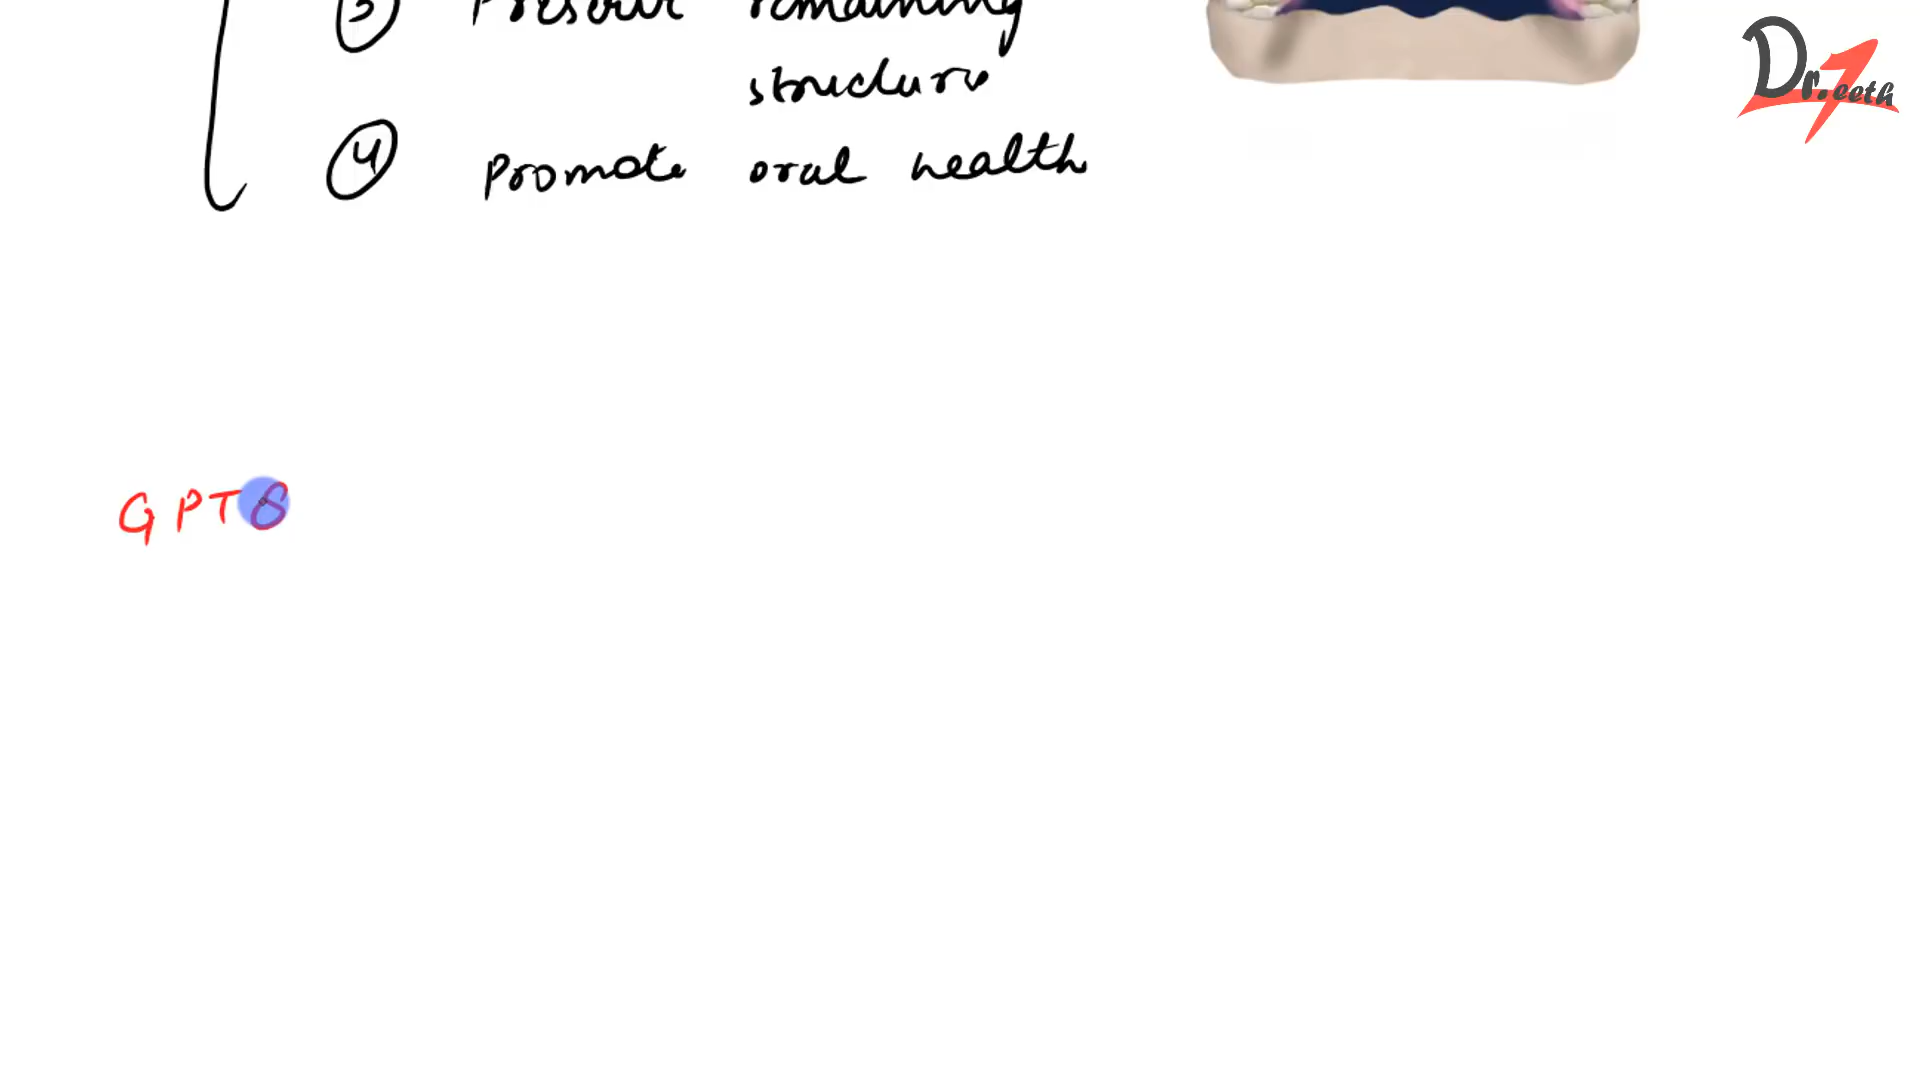 3 Preserve remaining
structure
4 Promote oral health
GPT8
Dr.Teeth